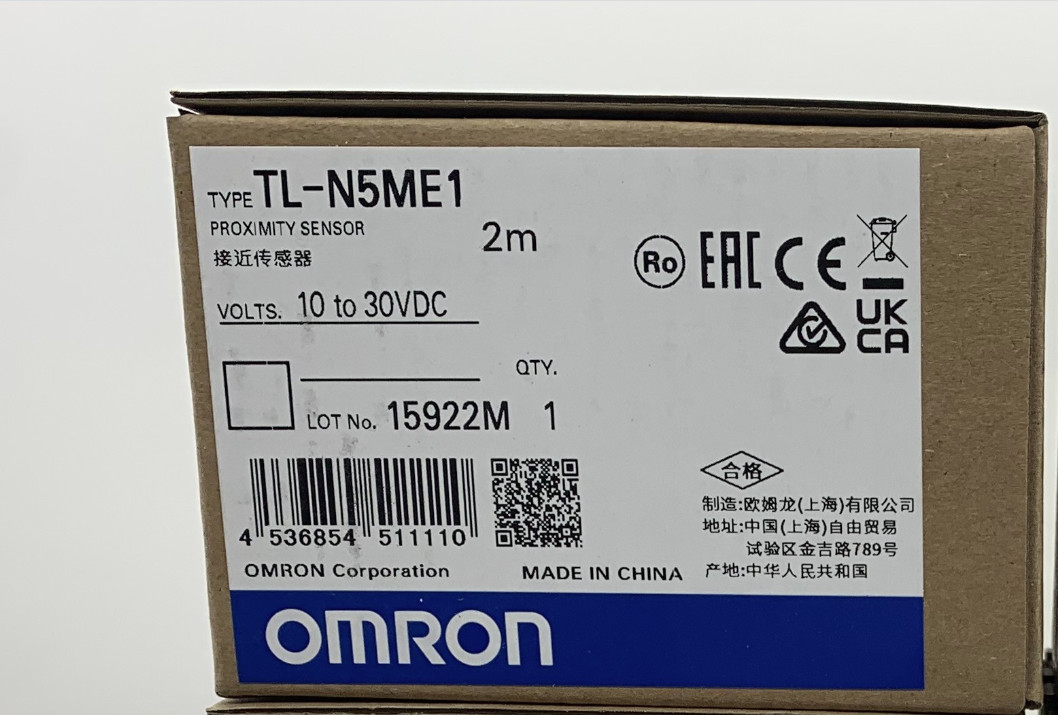 TYPE TL-N5ME1
PROXIMITY SENSOR
2m
接近传感器
VOLTS. 10 to 30VDC
Ro EAC CE
UK
CA
QTY.
LOT No. 15922M 1
4 536854 511110
合格
制造:欧姆龙(上海)有限公司
地址:中国(上海)自由贸易
试验区金吉路789号
产地:中华人民共和国
OMRON Corporation
MADE IN CHINA
OMRON